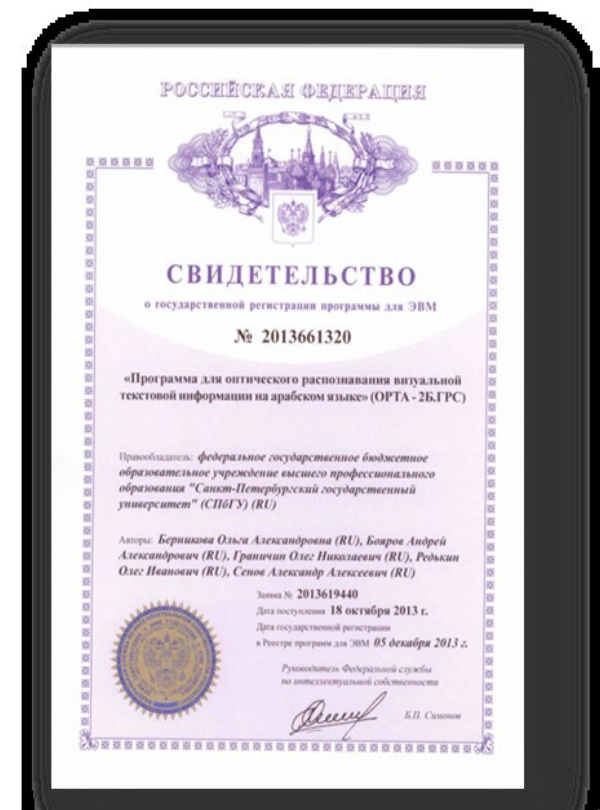 РОССИЙСКАЯ ФЕДЕРАЦИЯ
СВИДЕТЕЛЬСТВО
о государственной регистрации программы для ЭВМ
№ 2013661320
«Программа для оптического распознавания визуальной
текстовой информации на арабском языке» (ОРТА - 2Б.ГРС)
Правообладатель: федеральное государственное бюджетное
образовательное учреждение высшего профессионального
образования "Санкт-Петербургский государственный
университет" (СПбГУ) (RU)
Авторы: Берникова Ольга Александровна (RU), Бояров Андрей
Александрович (RU), Граничин Олег Николаевич (RU), Редькин
Олег Иванович (RU), Сенов Александр Алексеевич (RU)
Заявка № 2013619440
Дата поступления 18 октября 2013 г.
Дата государственной регистрации
в Реестре программ для ЭВМ 05 декабря 2013 г.
Руководитель Федеральной службы
по интеллектуальной собственности
Б.П. Симонов